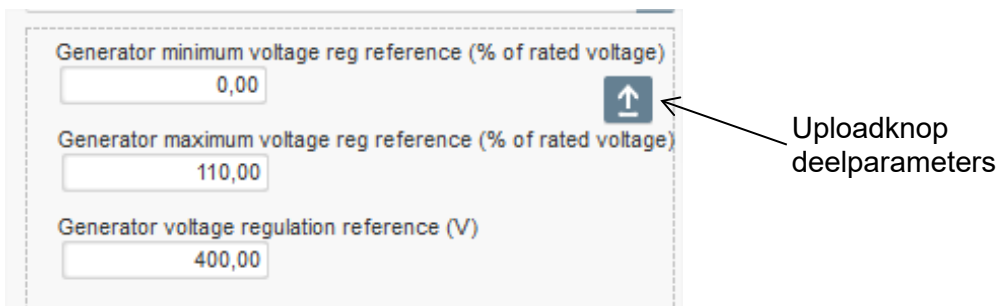 Generator minimum voltage reg reference (% of rated voltage)
0,00
Generator maximum voltage reg reference (% of rated voltage)
110,00
Generator voltage regulation reference (V)
400,00
Uploadknop
deelparameters